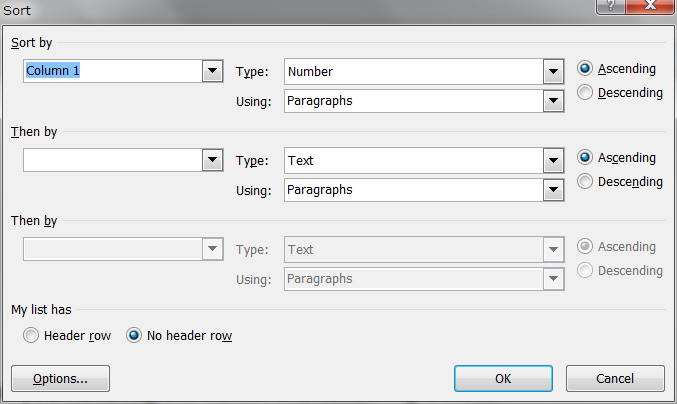 Sort
Sort by
Column 1 Type: Number Ascending
Using: Paragraphs Descending
Then by
Type: Text Ascending
Using: Paragraphs Descending
Then by
Type: Text Ascending
Using: Paragraphs Descending
My list has
Header row No header row
Options... OK Cancel